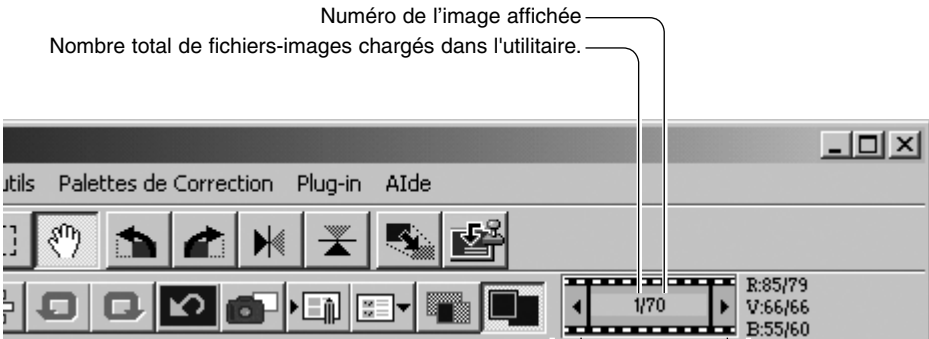 Numéro de l'image affichée
Nombre total de fichiers-images chargés dans l'utilitaire.
utils Palettes de Correction Plug-in AIde
1/70
R:85/79
V:66/66
B:55/60